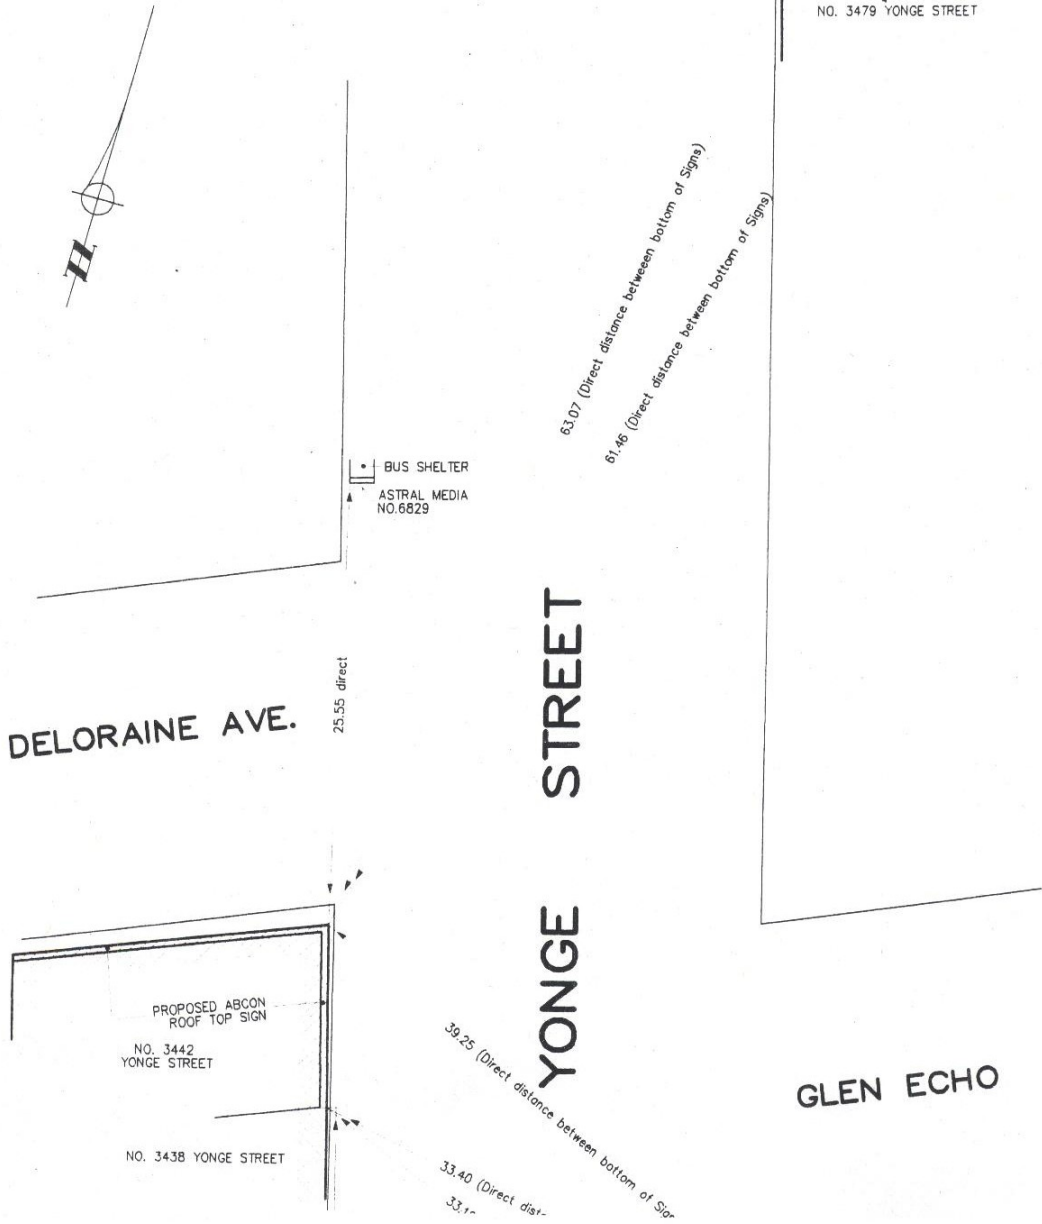 NO. 3479 YONGE STREET
63.07 (Direct distance betweeen bottom of Signs)
61.46 (Direct distance between bottom of Signs)
N
BUS SHELTER
ASTRAL MEDIA
NO.6829
25.55 direct
DELORAINE AVE.
YONGE STREET
PROPOSED ABCON
ROOF TOP SIGN
NO. 3442
YONGE STREET
NO. 3438 YONGE STREET
39.25 (Direct distance between bottom of
GLEN ECHO
33.40 (Direct